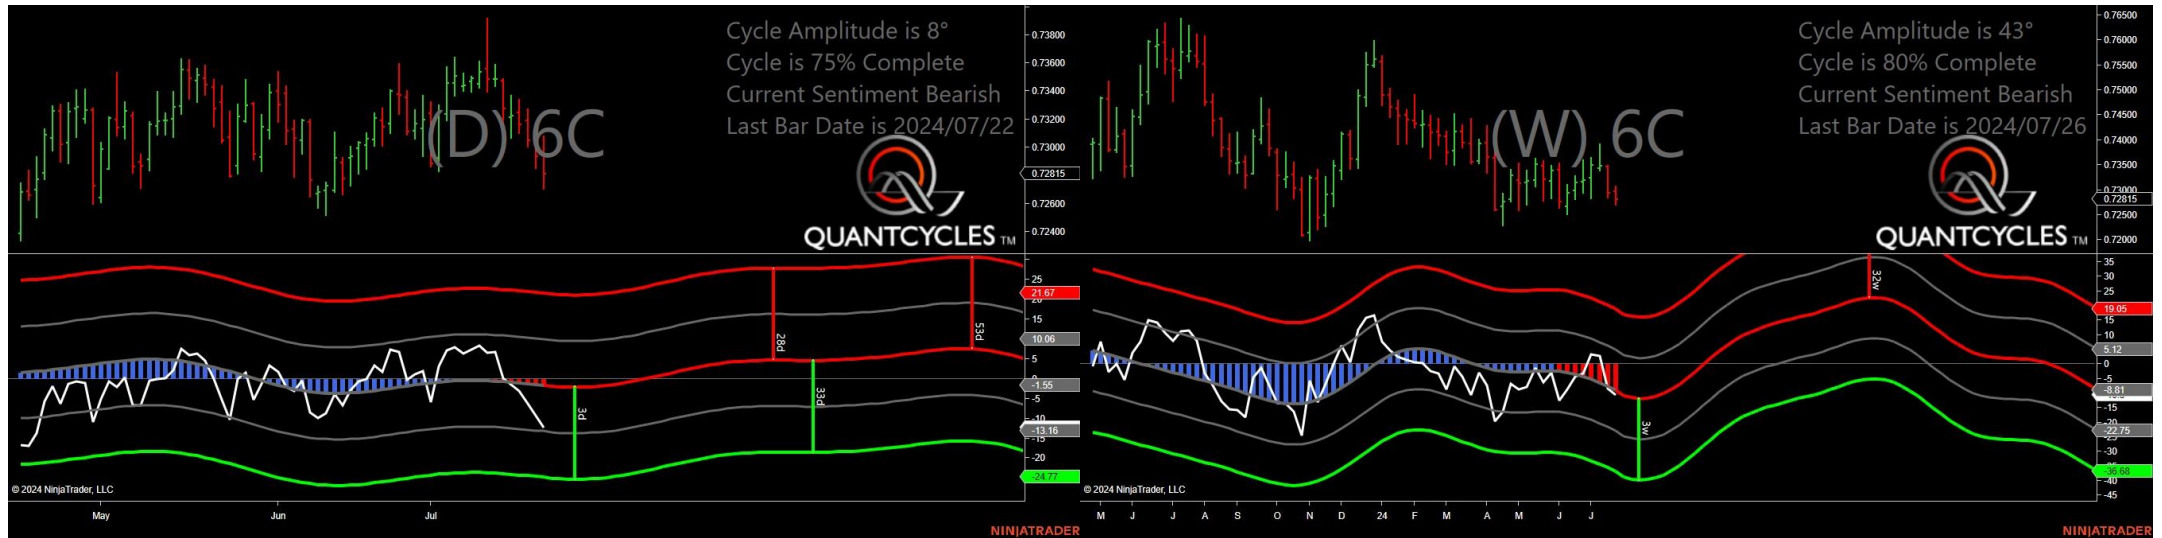 Cycle Amplitude is 8°
Cycle is 75% Complete
Current Sentiment Bearish
Last Bar Date is 2024/07/22
(D) 6C
QUANTCYCLES TM
0.73800
0.73600
0.73400
0.73200
0.73000
0.72815
0.72600
0.72400
25
21.67
15
10.06
5
-1.55
-5
-10
-13.16
-15
-20
-24.77
28d
53d
3d
33d
© 2024 NinjaTrader, LLC
May Jun Jul
NINJATRADER
Cycle Amplitude is 43°
Cycle is 80% Complete
Current Sentiment Bearish
Last Bar Date is 2024/07/26
(W) 6C
QUANTCYCLES TM
0.76500
0.76000
0.75500
0.75000
0.74500
0.74000
0.73500
0.73000
0.72815
0.72500
0.72000
35
30
25
19.05
15
10
5.12
0
-5
-8.81
-15
-22.75
-30
-36.68
-40
-45
32w
3w
© 2024 NinjaTrader, LLC
M J J A S O N D 24 F M A M J J
NINJATRADER